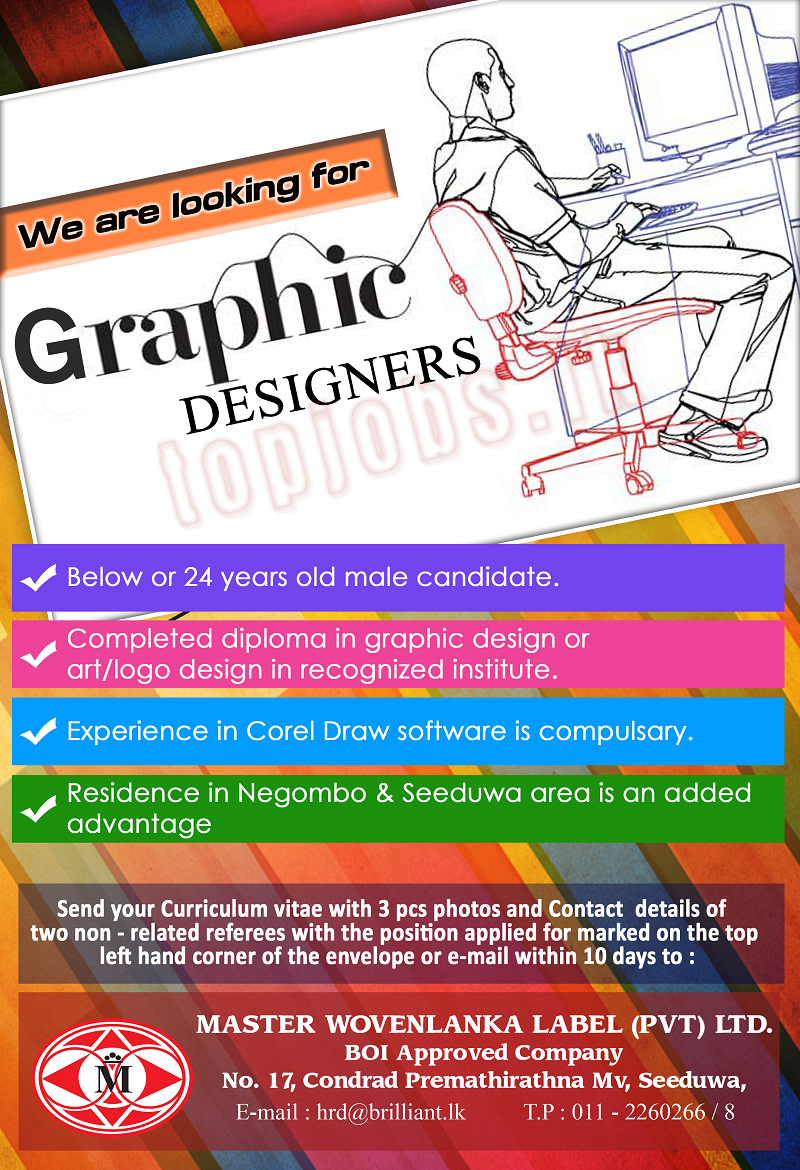 We are looking for
Graphic
DESIGNERS
topjobs.lk
Below or 24 years old male candidate.
Completed diploma in graphic design or
art/logo design in recognized institute.
Experience in Corel Draw software is compulsary.
Residence in Negombo & Seeduwa area is an added
advantage
Send your Curriculum vitae with 3 pcs photos and Contact details of
two non - related referees with the position applied for marked on the top
left hand corner of the envelope or e-mail within 10 days to :
MASTER WOVENLANKA LABEL (PVT) LTD.
BOI Approved Company
No. 17, Condrad Premathirathna Mv, Seeduwa,
E-mail : hrd@brilliant.lk T.P : 011 - 2260266 / 8
M